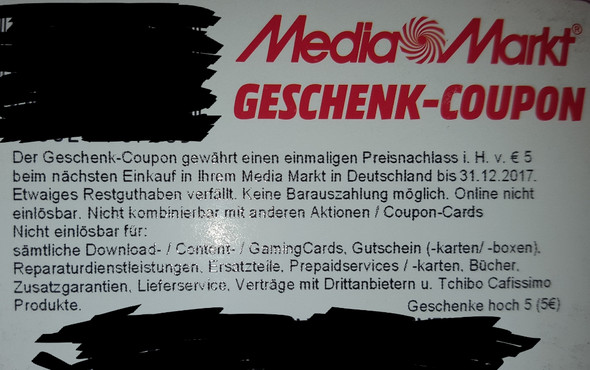 Media Markt®
GESCHENK-COUPON
Der Geschenk-Coupon gewährt einen einmaligen Preisnachlass i. H. v. € 5
beim nächsten Einkauf in Ihrem Media Markt in Deutschland bis 31.12.2017.
Etwaiges Restguthaben verfällt. Keine Barauszahlung möglich. Online nicht
einlösbar. Nicht kombinierbar mit anderen Aktionen / Coupon-Cards
Nicht einlösbar für:
sämtliche Download- / Content- / GamingCards, Gutschein (-karten/ -boxen),
Reparaturdienstleistungen, Ersatzteile, Prepaidservices / -karten, Bücher,
Zusatzgarantien, Lieferservice, Verträge mit Drittanbietern u. Tchibo Cafissimo
Produkte. Geschenke hoch 5 (5€)